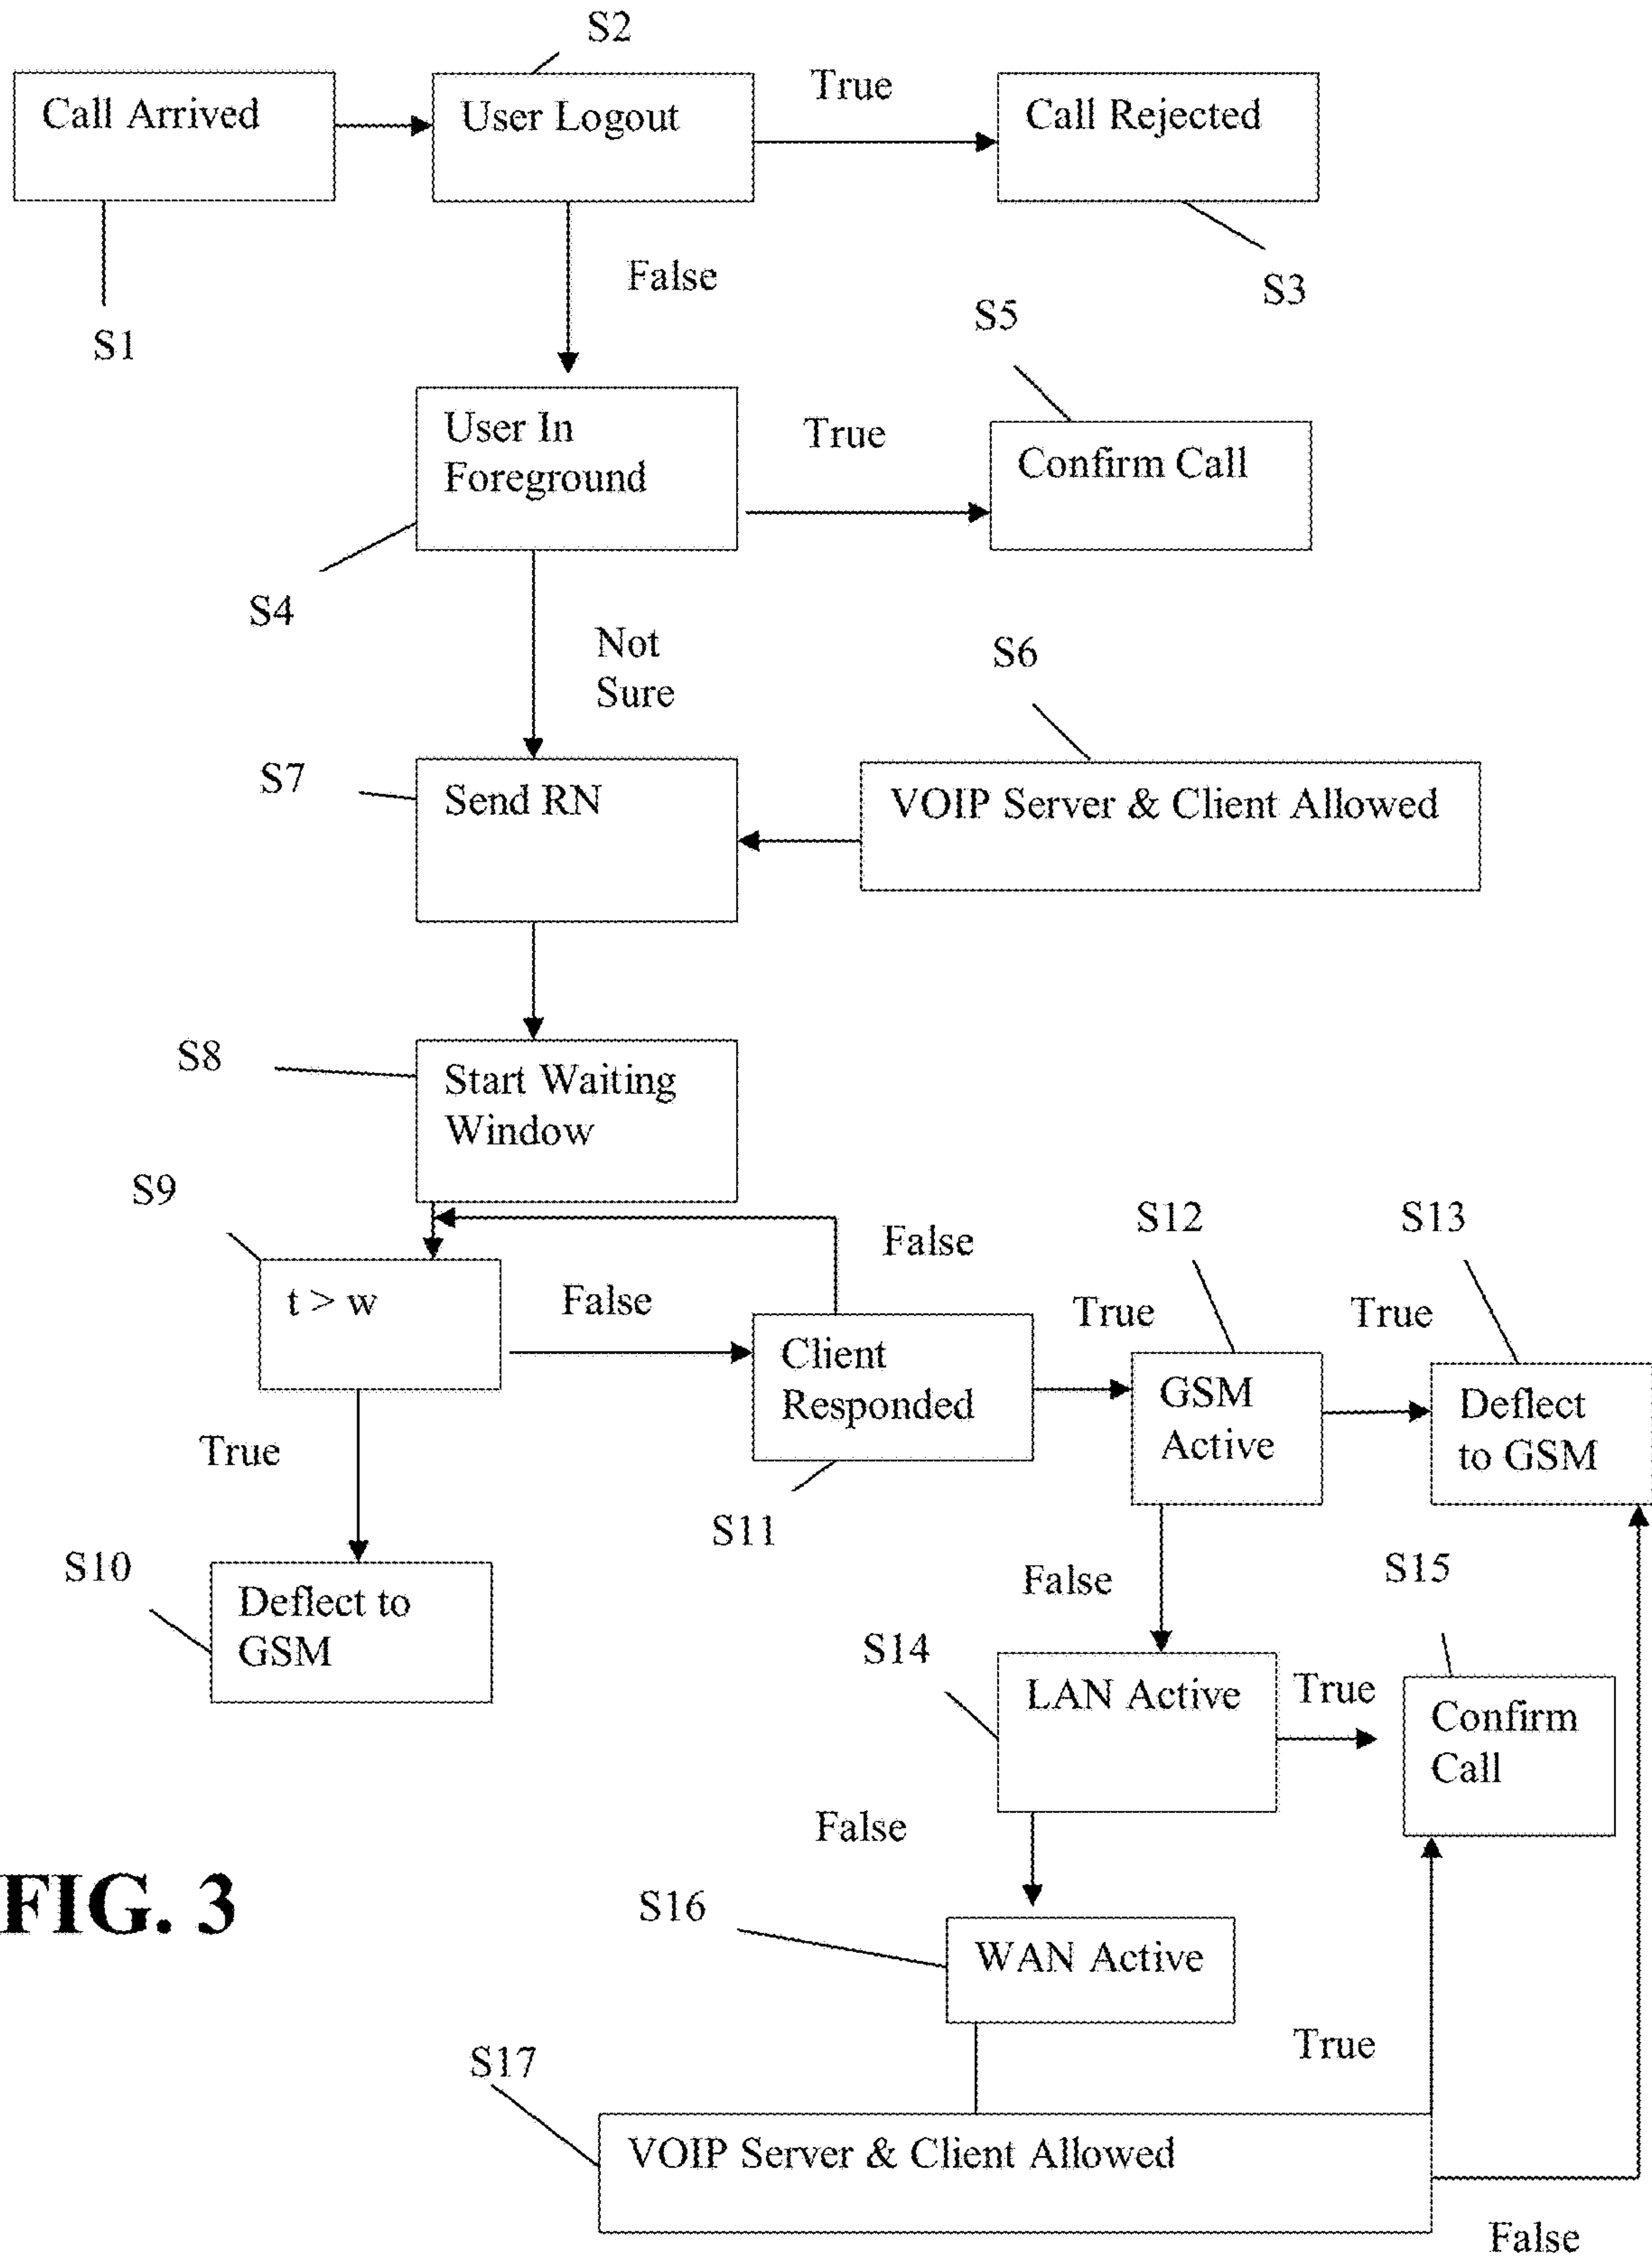 S2
Call Arrived
User Logout
True
Call Rejected
S1
False
S3
S5
User In
Foreground
True
Confirm Call
S4
Not
Sure
S6
S7
Send RN
VOIP Server & Client Allowed
S8
Start Waiting
Window
S9
t > w
False
False
S12
S13
True
True
Client
Responded
GSM
Active
Deflect
to GSM
True
S11
S10
Deflect to
GSM
False
S15
S14
LAN Active
True
Confirm
Call
False
FIG. 3
S16
WAN Active
True
S17
VOIP Server & Client Allowed
False